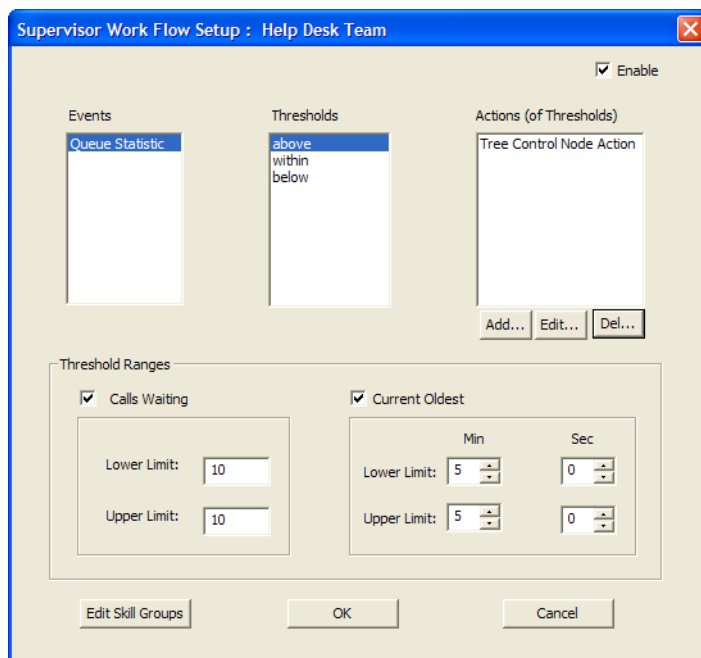 Supervisor Work Flow Setup : Help Desk Team
Enable
Events Thresholds Actions (of Thresholds)
Queue Statistic above Tree Control Node Action
within
below
Add... Edit... Del...
Threshold Ranges
Calls Waiting Current Oldest
Min Sec
Lower Limit: 10 Lower Limit: 5 0
Upper Limit: 10 Upper Limit: 5 0
Edit Skill Groups OK Cancel